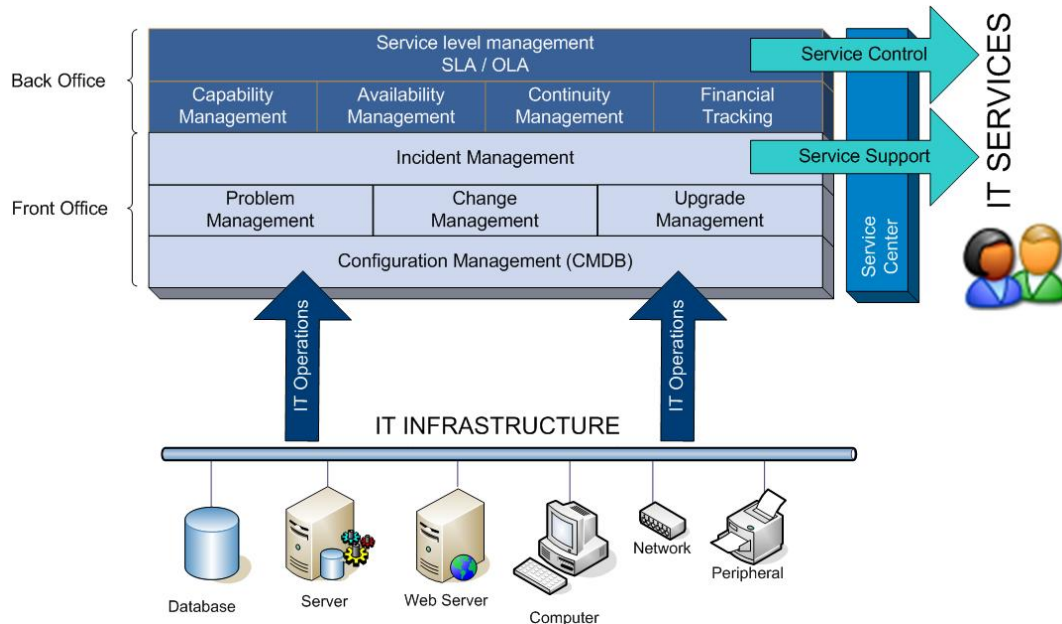 Back Office
Service level management
SLA / OLA
Capability
Management
Availability
Management
Continuity
Management
Financial
Tracking
Service Control
Front Office
Incident Management
Service Support
Problem
Management
Change
Management
Upgrade
Management
Configuration Management (CMDB)
Service
Center
IT SERVICES
IT Operations
IT Operations
IT INFRASTRUCTURE
Database
Server
Web Server
Computer
Network
Peripheral